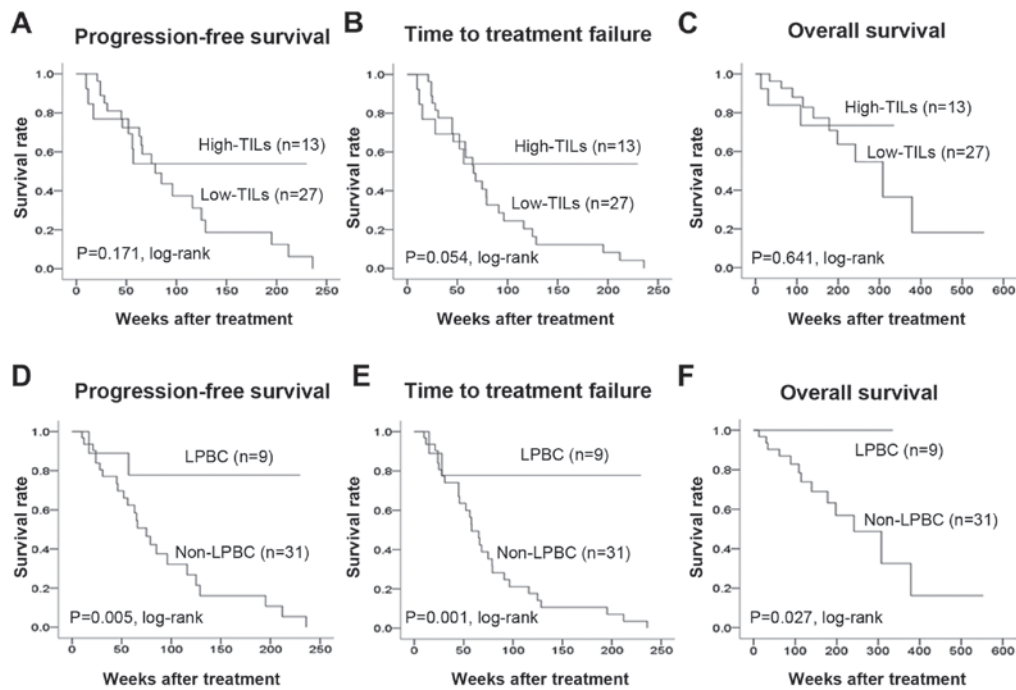 A
Progression-free survival
Survival rate
1.0
0.8
0.6
0.4
0.2
0.0
High-TILs (n=13)
Low-TILs (n=27)
P=0.171, log-rank
0 50 100 150 200 250
Weeks after treatment
B
Time to treatment failure
Survival rate
1.0
0.8
0.6
0.4
0.2
0.0
High-TILs (n=13)
Low-TILs (n=27)
P=0.054, log-rank
0 50 100 150 200 250
Weeks after treatment
C
Overall survival
Survival rate
1.0
0.8
0.6
0.4
0.2
0.0
High-TILs (n=13)
Low-TILs (n=27)
P=0.641, log-rank
0 100 200 300 400 500 600
Weeks after treatment
D
Progression-free survival
Survival rate
1.0
0.8
0.6
0.4
0.2
0.0
LPBC (n=9)
Non-LPBC (n=31)
P=0.005, log-rank
0 50 100 150 200 250
Weeks after treatment
E
Time to treatment failure
Survival rate
1.0
0.8
0.6
0.4
0.2
0.0
LPBC (n=9)
Non-LPBC (n=31)
P=0.001, log-rank
0 50 100 150 200 250
Weeks after treatment
F
Overall survival
Survival rate
1.0
0.8
0.6
0.4
0.2
0.0
LPBC (n=9)
Non-LPBC (n=31)
P=0.027, log-rank
0 100 200 300 400 500 600
Weeks after treatment